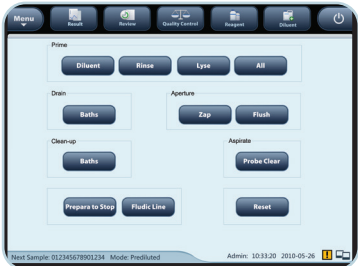 Menu
Result
Review
Quality Control
Reagent
Diluent
Prime
Diluent
Rinse
Lyse
All
Drain
Aperture
Baths
Zap
Flush
Clean-up
Aspirate
Baths
Probe Clear
Prepara to Stop
Fludic Line
Reset
Next Sample: 012345678901234 Mode: Prediluted
Admin: 10:33:20 2010-05-26